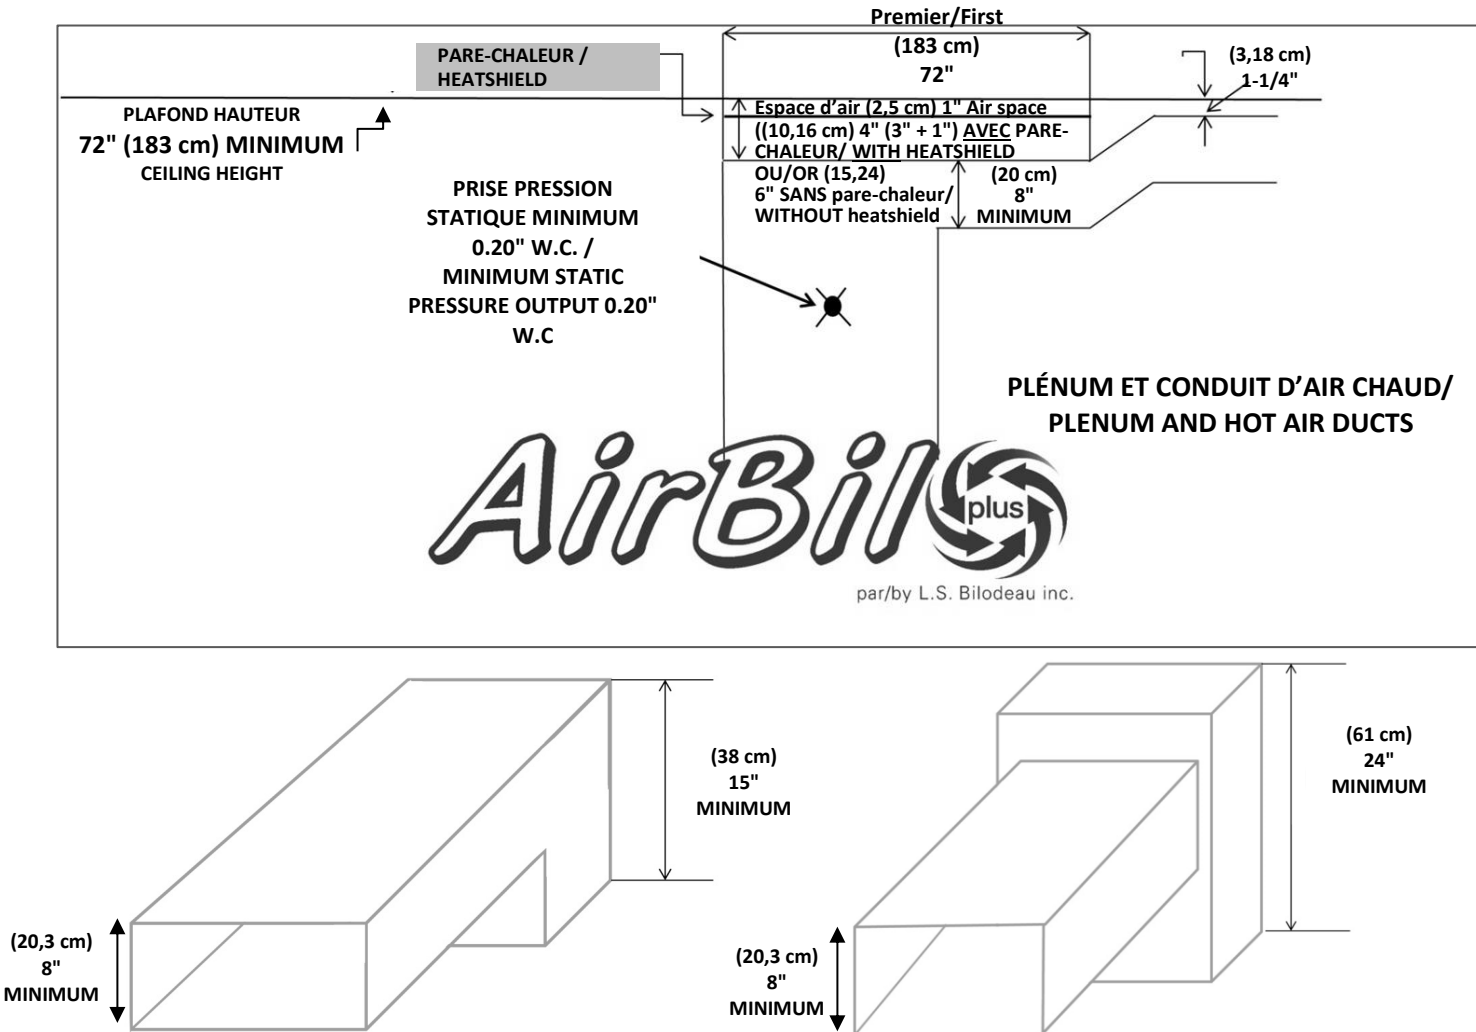 Premier/First
(183 cm)
72"
PARE-CHALEUR /
HEATSHIELD
(3,18 cm)
1-1/4"
PLAFOND HAUTEUR
72" (183 cm) MINIMUM
CEILING HEIGHT
Espace d’air (2,5 cm) 1" Air space
((10,16 cm) 4" (3" + 1") AVEC PARE-
CHALEUR/ WITH HEATSHIELD
OU/OR (15,24)
6" SANS pare-chaleur/
WITHOUT heatshield
(20 cm)
8"
MINIMUM
PRISE PRESSION
STATIQUE MINIMUM
0.20" W.C. /
MINIMUM STATIC
PRESSURE OUTPUT 0.20"
W.C
PLÉNUM ET CONDUIT D’AIR CHAUD/
PLENUM AND HOT AIR DUCTS
AirBil
plus
par/by L.S. Bilodeau inc.
(38 cm)
15"
MINIMUM
(20,3 cm)
8"
MINIMUM
(61 cm)
24"
MINIMUM
(20,3 cm)
8"
MINIMUM